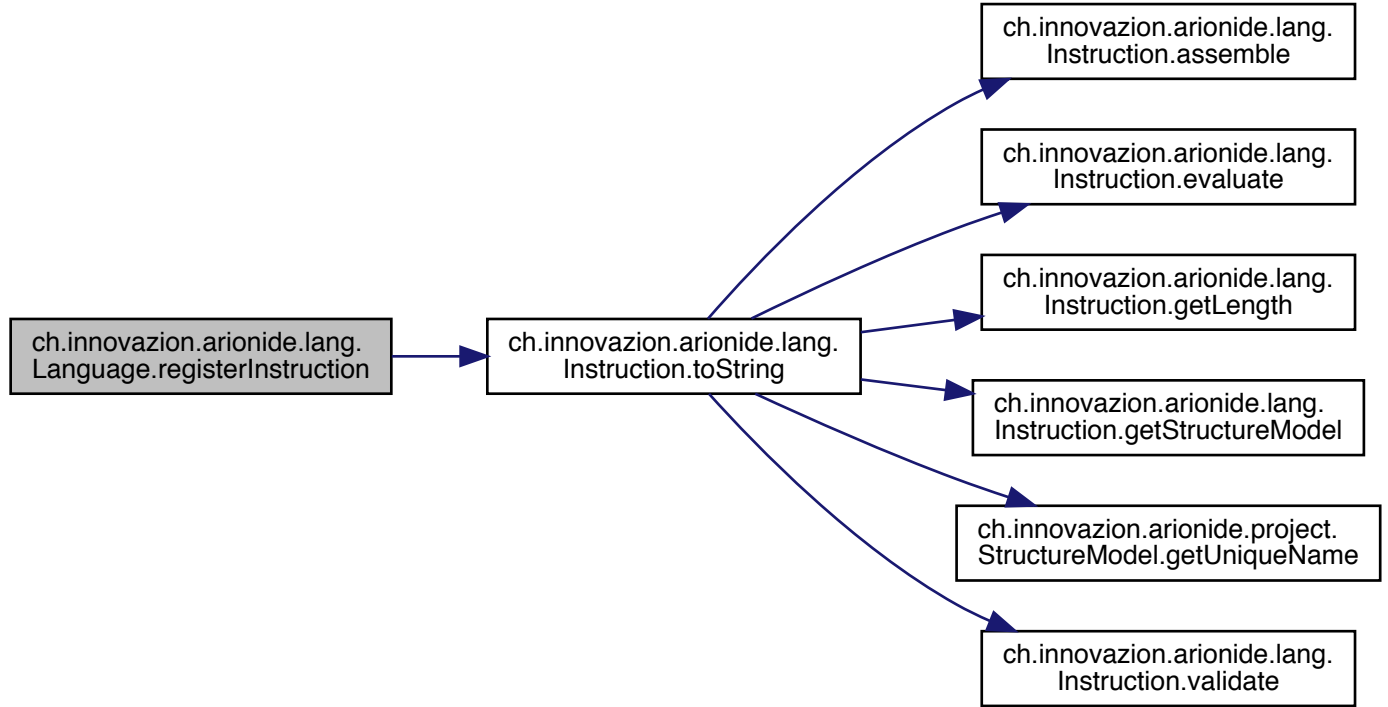 ch.innovazion.arionide.lang.
Language.registerInstruction
ch.innovazion.arionide.lang.
Instruction.toString
ch.innovazion.arionide.lang.
Instruction.assemble
ch.innovazion.arionide.lang.
Instruction.evaluate
ch.innovazion.arionide.lang.
Instruction.getLength
ch.innovazion.arionide.lang.
Instruction.getStructureModel
ch.innovazion.arionide.project.
StructureModel.getUniqueName
ch.innovazion.arionide.lang.
Instruction.validate